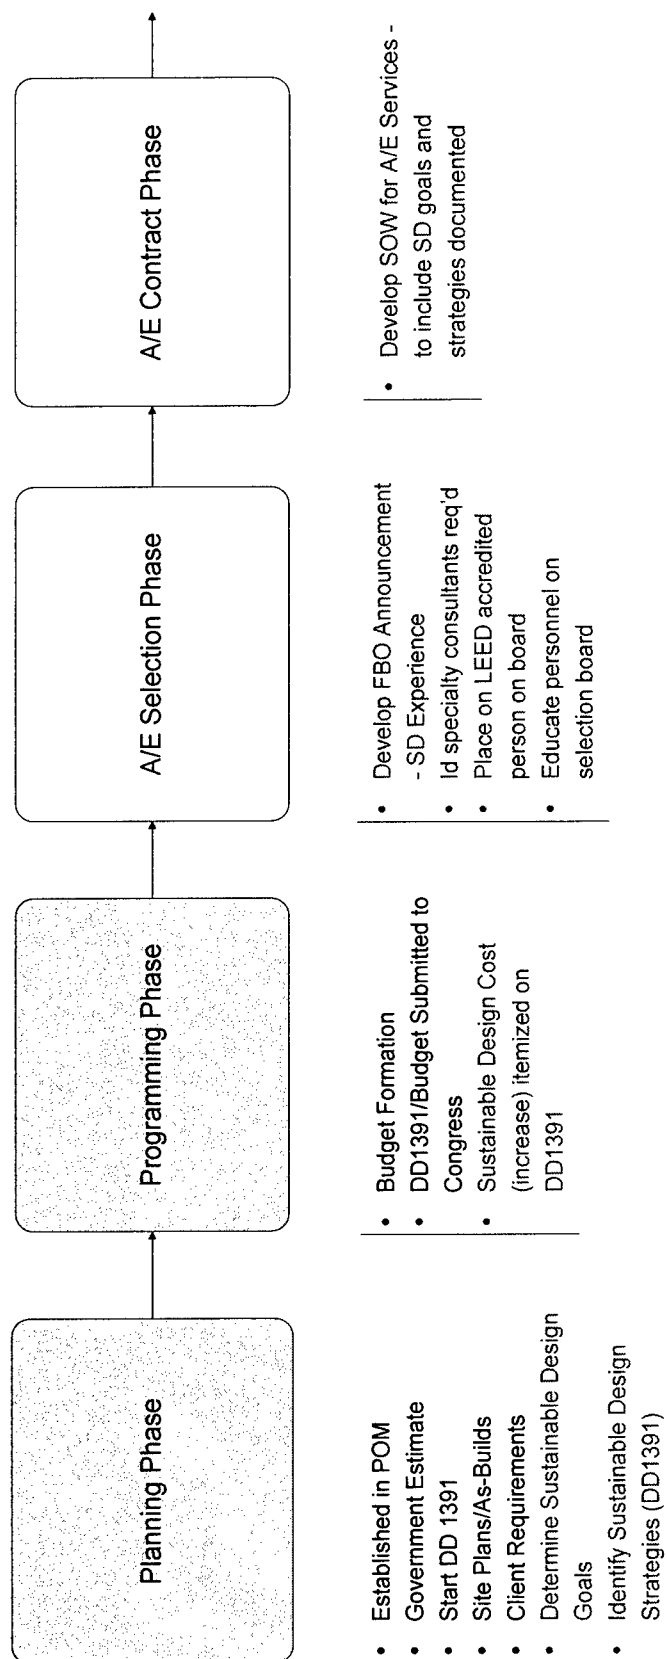 Planning Phase
Programming Phase
A/E Selection Phase
A/E Contract Phase
• Established in POM
• Government Estimate
• Start DD 1391
• Site Plans/As-Builds
• Client Requirements
• Determine Sustainable Design
Goals
• Identify Sustainable Design
Strategies (DD1391)
• Budget Formation
• DD1391/Budget Submitted to
Congress
• Sustainable Design Cost
(increase) itemized on
DD1391
• Develop FBO Announcement
- SD Experience
• Id specialty consultants req'd
• Place on LEED accredited
person on board
• Educate personnel on
selection board
• Develop SOW for A/E Services -
to include SD goals and
strategies documented